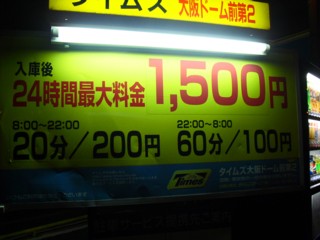 タイムズ 大阪ドーム前第2
入庫後
24時間最大料金 1,500円
8:00～22:00
20分/200円
22:00～8:00
60分/100円
Times
タイムズ大阪ドーム前第2